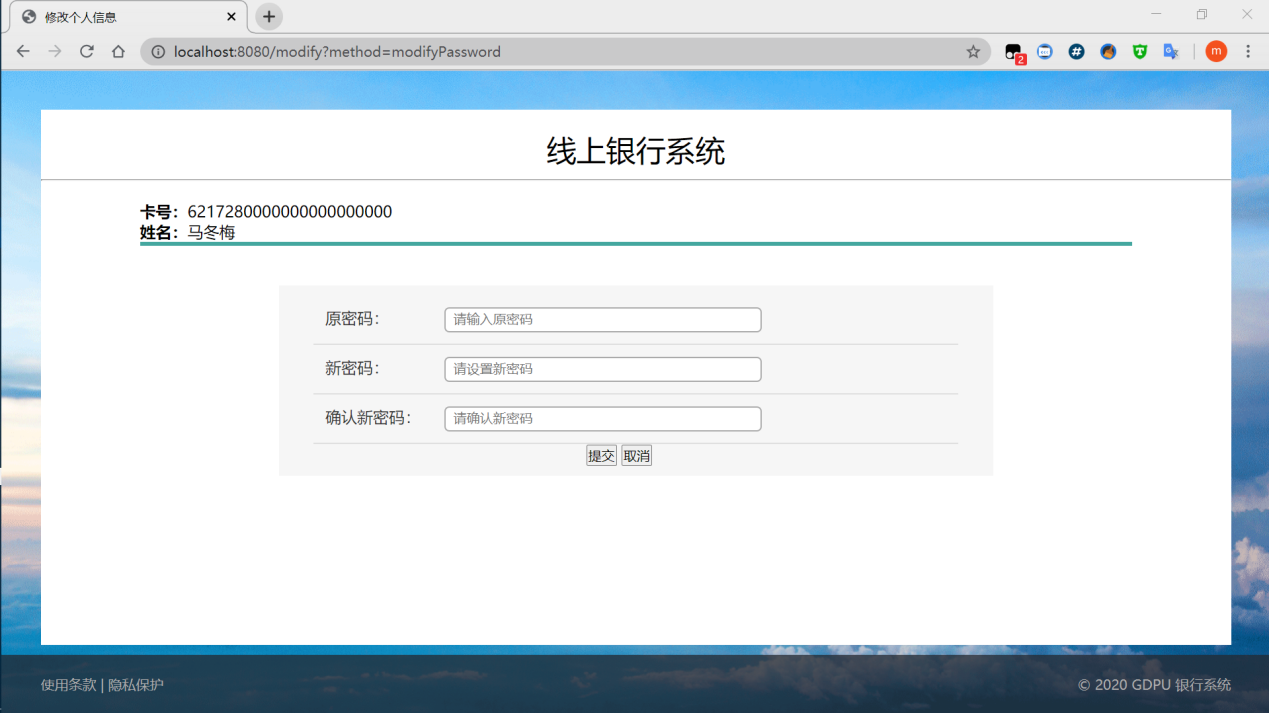 修改个人信息
localhost:8080/modify?method=modifyPassword
2
m
线上银行系统
卡号：6217280000000000000000
姓名：马冬梅
原密码： 请输入原密码
新密码： 请设置新密码
确认新密码： 请确认新密码
提交 取消
使用条款 | 隐私保护
© 2020 GDPU 银行系统